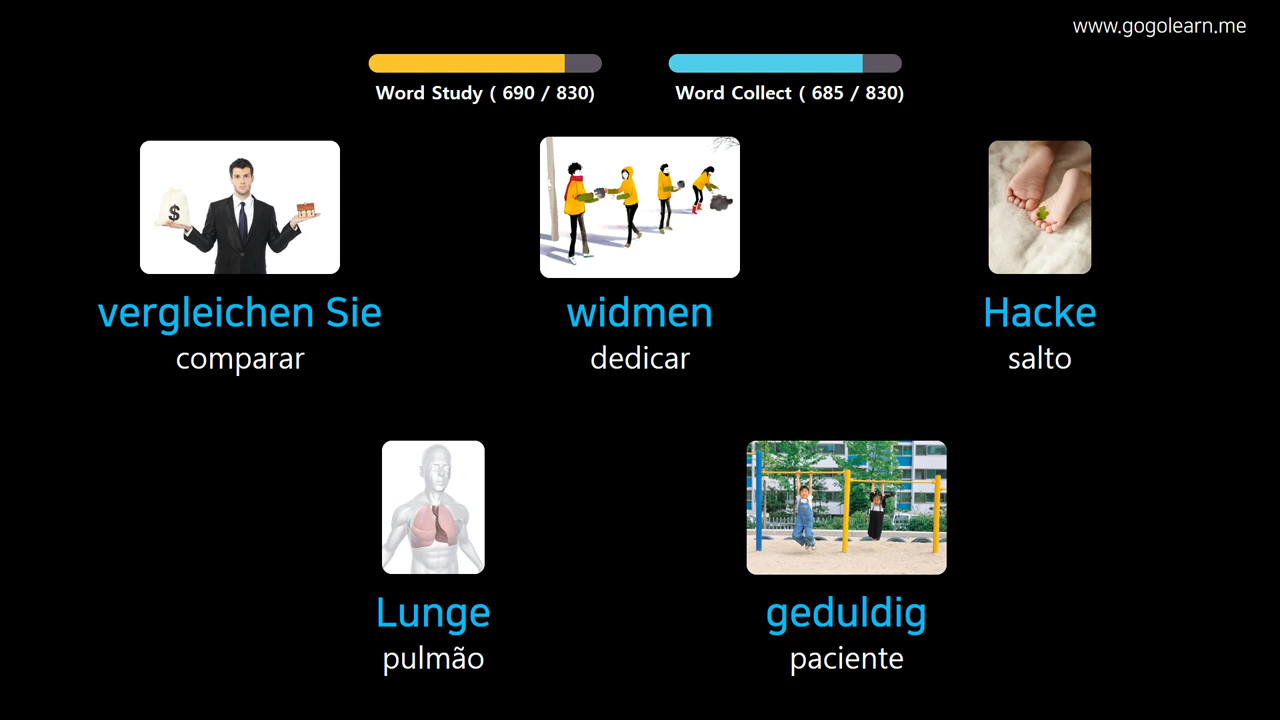 www.gogolearn.me
Word Study ( 690 / 830)
Word Collect ( 685 / 830)
$
vergleichen Sie
comparar
widmen
dedicar
Hacke
salto
Lunge
pulmão
geduldig
paciente